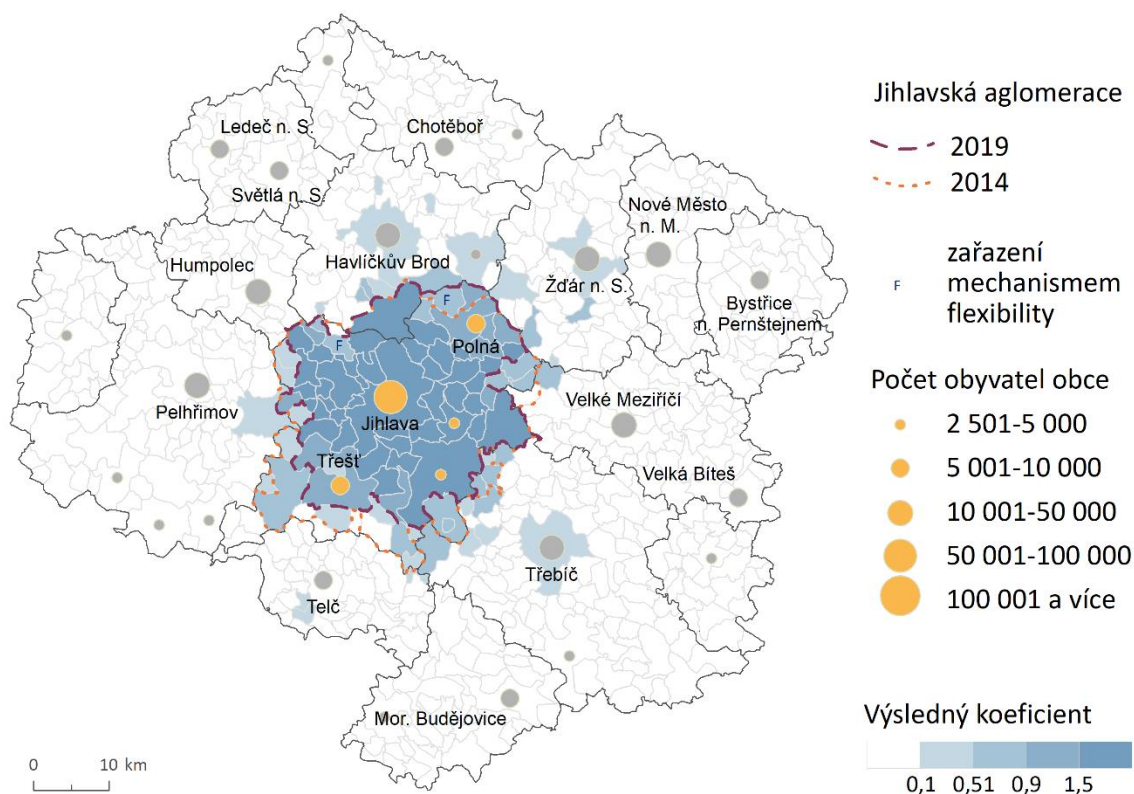 Ledeč n. S.
Chotěboř
Světlá n. S.
Nové Město
n. M.
Havlíčkův Brod
Humpolec
Žďár n. S.
Bystřice
n. Pernštejnem
F
Polná
F
Pelhřimov
Jihlava
Velké Meziříčí
Třešť
Velká Bíteš
Třebíč
Telč
Mor. Budějovice
0 10 km
Jihlavská aglomerace
2019
2014
F
zařazení
mechanismem
flexibility
Počet obyvatel obce
2 501-5 000
5 001-10 000
10 001-50 000
50 001-100 000
100 001 a více
Výsledný koeficient
0,1 0,51 0,9 1,5